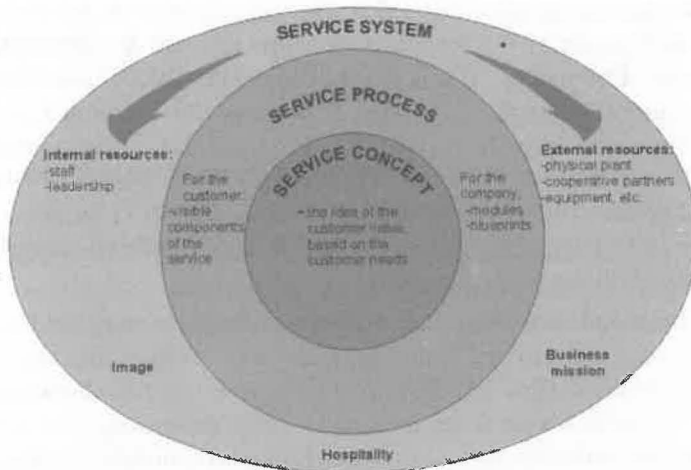 SERVICE SYSTEM
SERVICE PROCESS
SERVICE CONCEPT
Internal resources:
-staff
-leadership
External resources:
-physical plant
-cooperative partners
-equipment, etc.
For the
customer:
-visible
components
of the
service
- the idea of the
customer value,
based on the
customer needs
For the
company:
-modules
-blueprints
Image
Business
mission
Hospitality